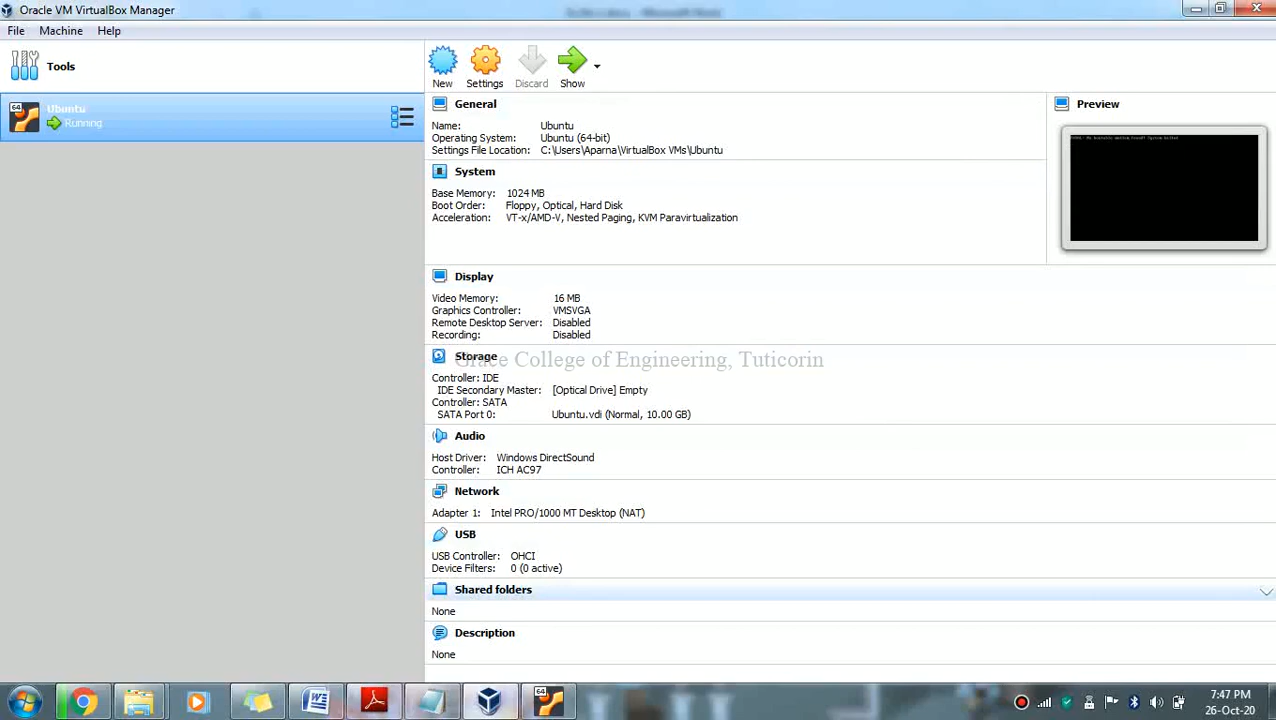 Oracle VM VirtualBox Manager
File Machine Help
Tools
New Settings Discard Show
64 Ubuntu
Running
General
Name: Ubuntu
Operating System: Ubuntu (64-bit)
Settings File Location: C:\Users\Aparna\VirtualBox VMs\Ubuntu
Preview
System
Base Memory: 1024 MB
Boot Order: Floppy, Optical, Hard Disk
Acceleration: VT-x/AMD-V, Nested Paging, KVM Paravirtualization
Display
Video Memory: 16 MB
Graphics Controller: VMSVGA
Remote Desktop Server: Disabled
Recording: Disabled
Storage
Grace College of Engineering, Tuticorin
Controller: IDE
IDE Secondary Master: [Optical Drive] Empty
Controller: SATA
SATA Port 0: Ubuntu.vdi (Normal, 10.00 GB)
Audio
Host Driver: Windows DirectSound
Controller: ICH AC97
Network
Adapter 1: Intel PRO/1000 MT Desktop (NAT)
USB
USB Controller: OHCI
Device Filters: 0 (0 active)
Shared folders
None
Description
None
64
7:47 PM
26-Oct-20